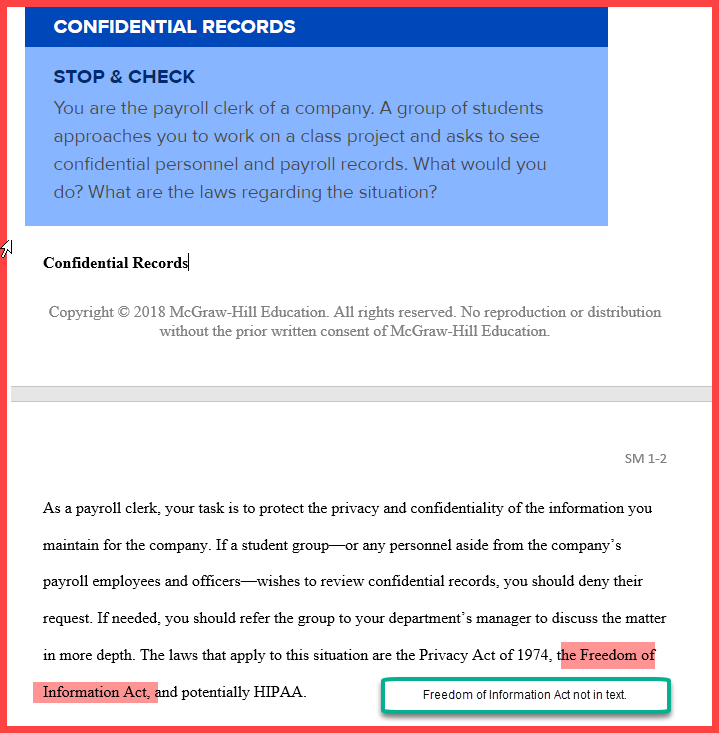 CONFIDENTIAL RECORDS
STOP & CHECK
You are the payroll clerk of a company. A group of students
approaches you to work on a class project and asks to see
confidential personnel and payroll records. What would you
do? What are the laws regarding the situation?
Confidential Records
Copyright © 2018 McGraw-Hill Education. All rights reserved. No reproduction or distribution
without the prior written consent of McGraw-Hill Education.
SM 1-2
As a payroll clerk, your task is to protect the privacy and confidentiality of the information you
maintain for the company. If a student group—or any personnel aside from the company’s
payroll employees and officers—wishes to review confidential records, you should deny their
request. If needed, you should refer the group to your department’s manager to discuss the matter
in more depth. The laws that apply to this situation are the Privacy Act of 1974, the Freedom of
Information Act, and potentially HIPAA.
Freedom of Information Act not in text.